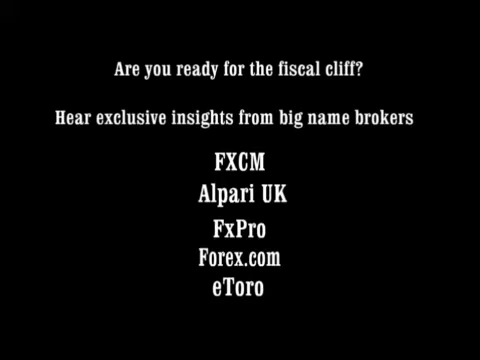 Are you ready for the fiscal cliff?
Hear exclusive insights from big name brokers
FXCM
Alpari UK
FxPro
Forex.com
eToro